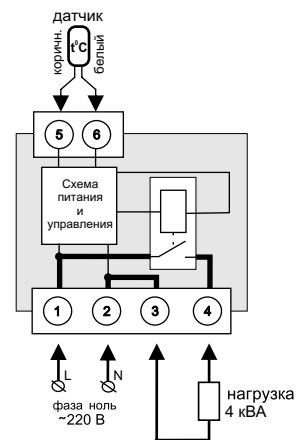 датчик
коричн.
t°C
белый
5
6
Схема
питания
и
управления
1
2
3
4
L
N
фаза ноль
~220 В
нагрузка
4 кВА